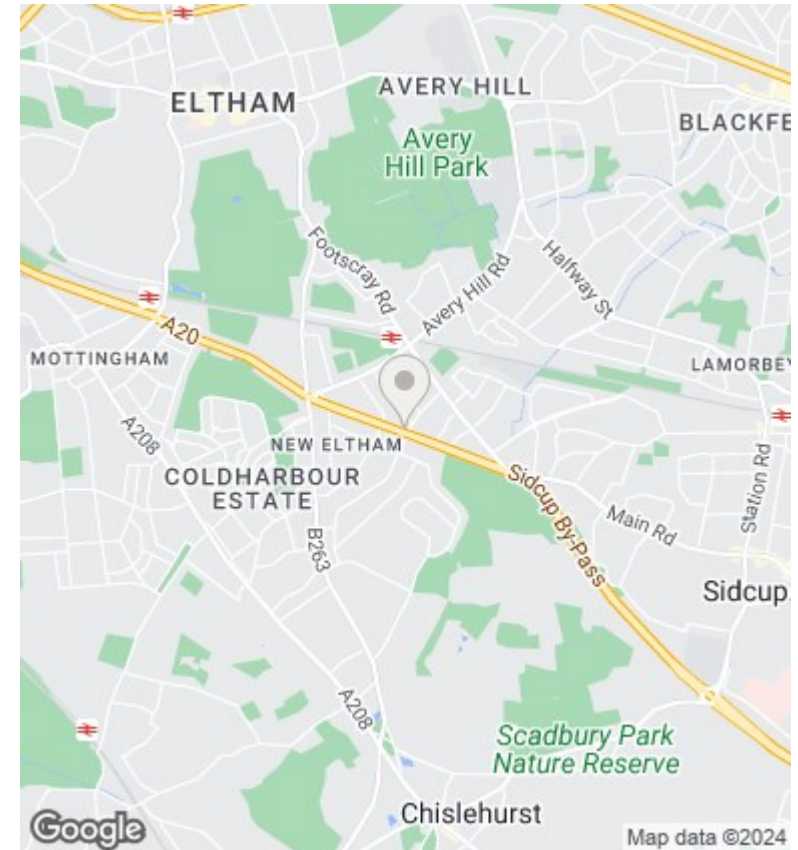 ELTHAM
AVERY HILL
BLACKFE
Avery
Hill Park
Footscray Rd
Avery Hill Rd
Halfway St
A20
MOTTINGHAM
LAMORBEY
A208
NEW ELTHAM
COLDHARBOUR
ESTATE
B263
Sidcup By-Pass
Main Rd
Station Rd
Sidcup
A208
Scadbury Park
Nature Reserve
Chislehurst
Google
Map data ©2024